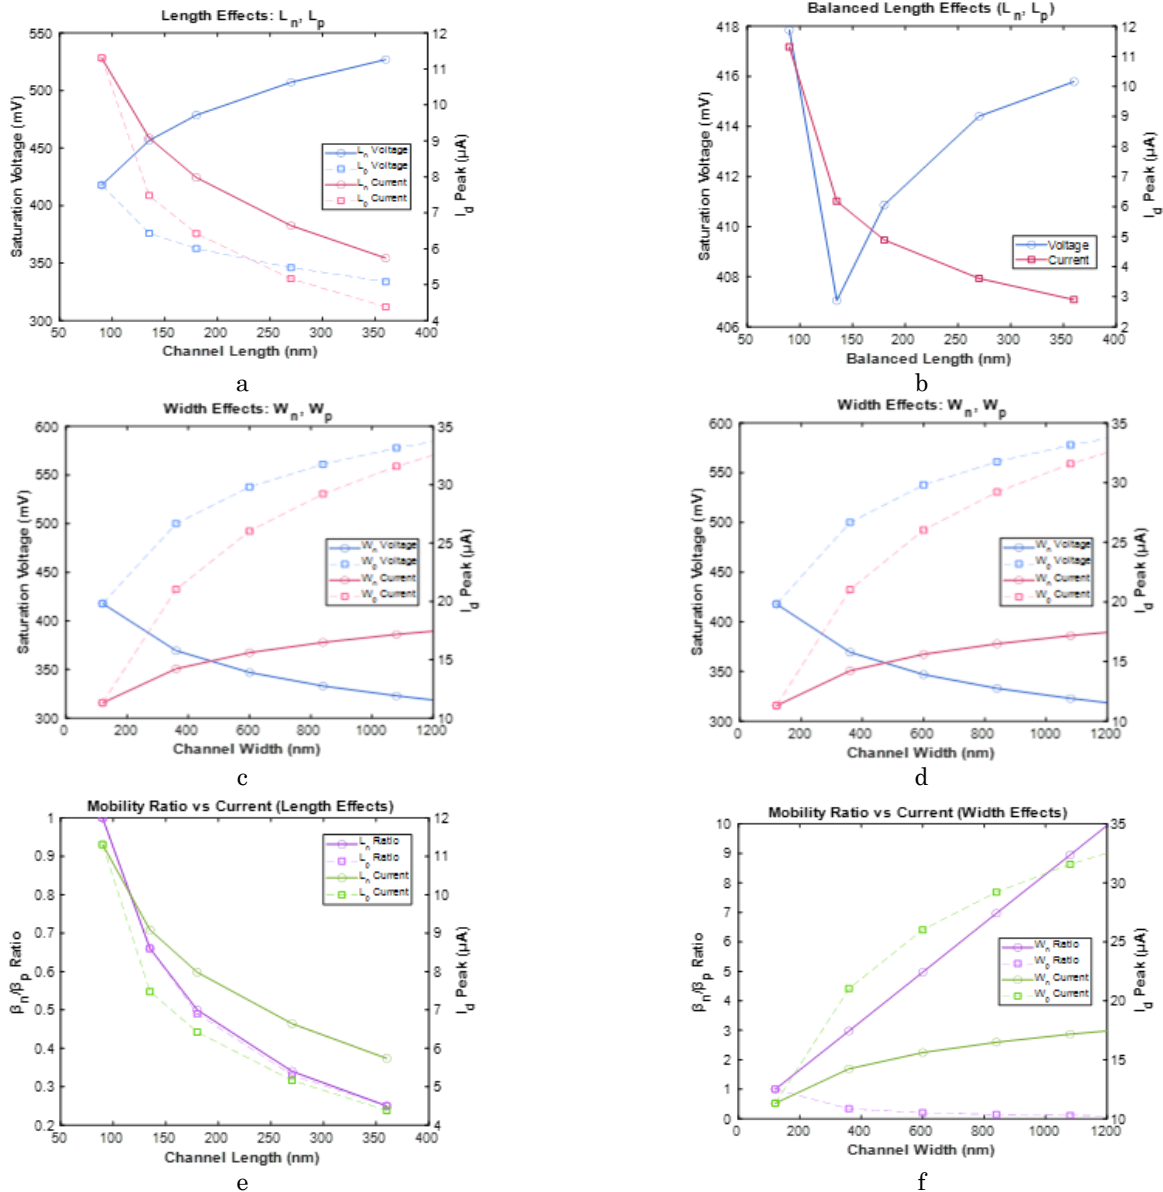 Length Effects: Ln, Lp
550
500
450
400
350
300
Saturation Voltage (mV)
12
11
10
9
8
7
6
5
4
Id Peak (µA)
Ln Voltage
Lp Voltage
Ln Current
Lp Current
50 100 150 200 250 300 350 400
Channel Length (nm)
a
Balanced Length Effects (Ln, Lp)
418
416
414
412
410
408
406
Saturation Voltage (mV)
12
11
10
9
8
7
6
5
4
3
2
Id Peak (µA)
Voltage
Current
50 100 150 200 250 300 350 400
Balanced Length (nm)
b
Width Effects: Wn, Wp
600
550
500
450
400
350
300
Saturation Voltage (mV)
35
30
25
20
15
10
Id Peak (µA)
Wn Voltage
Wp Voltage
Wn Current
Wp Current
0 200 400 600 800 1000 1200
Channel Width (nm)
c
Width Effects: Wn, Wp
600
550
500
450
400
350
300
Saturation Voltage (mV)
35
30
25
20
15
10
Id Peak (µA)
Wn Voltage
Wp Voltage
Wn Current
Wp Current
0 200 400 600 800 1000 1200
Channel Width (nm)
d
Mobility Ratio vs Current (Length Effects)
1
0.9
0.8
0.7
0.6
0.5
0.4
0.3
0.2
βn/βp Ratio
12
11
10
9
8
7
6
5
4
Id Peak (µA)
Ln Ratio
Lp Ratio
Ln Current
Lp Current
50 100 150 200 250 300 350 400
Channel Length (nm)
e
Mobility Ratio vs Current (Width Effects)
10
9
8
7
6
5
4
3
2
1
0
βn/βp Ratio
35
30
25
20
15
10
Id Peak (µA)
Wn Ratio
Wp Ratio
Wn Current
Wp Current
0 200 400 600 800 1000 1200
Channel Width (nm)
f